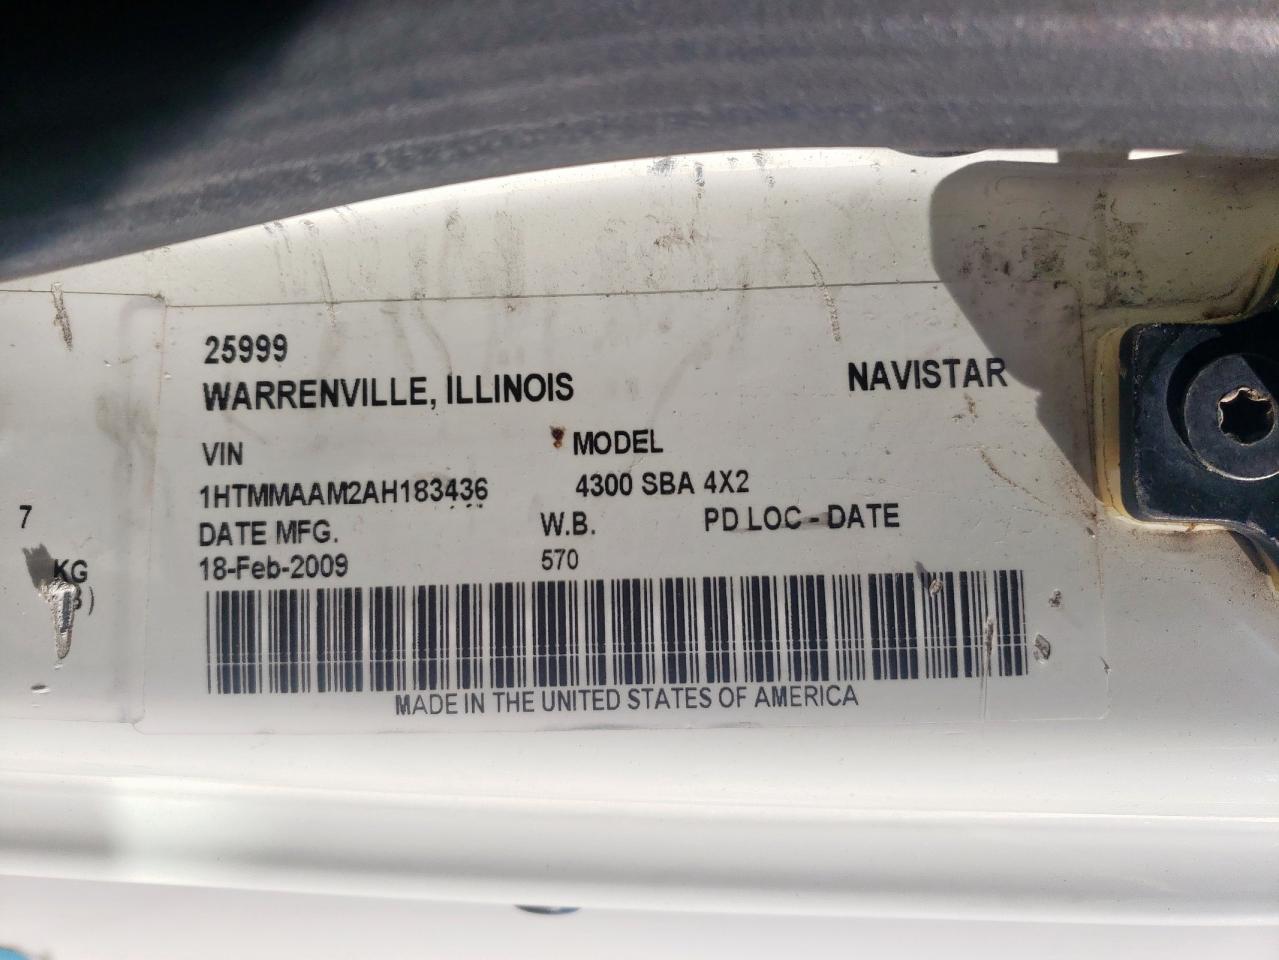 25999
WARRENVILLE, ILLINOIS NAVISTAR
VIN MODEL
1HTMMAAM2AH183436 4300 SBA 4X2
DATE MFG. W.B. PD LOC - DATE
18-Feb-2009 570
MADE IN THE UNITED STATES OF AMERICA
7
KG